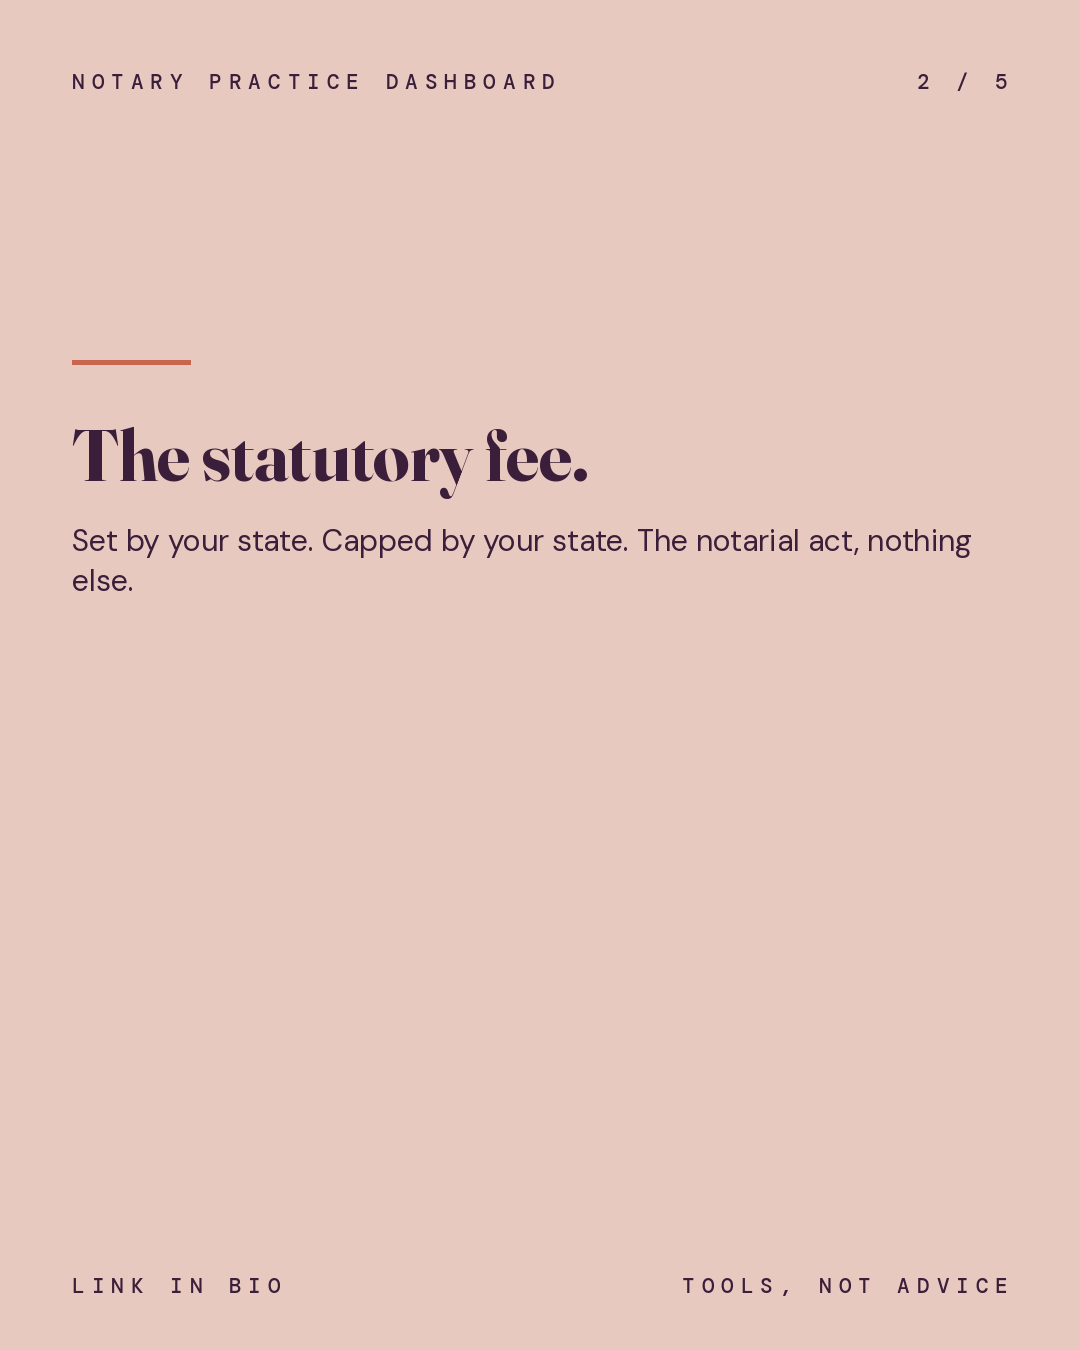 NOTARY PRACTICE DASHBOARD
2 / 5
The statutory fee.
Set by your state. Capped by your state. The notarial act, nothing
else.
LINK IN BIO
TOOLS, NOT ADVICE